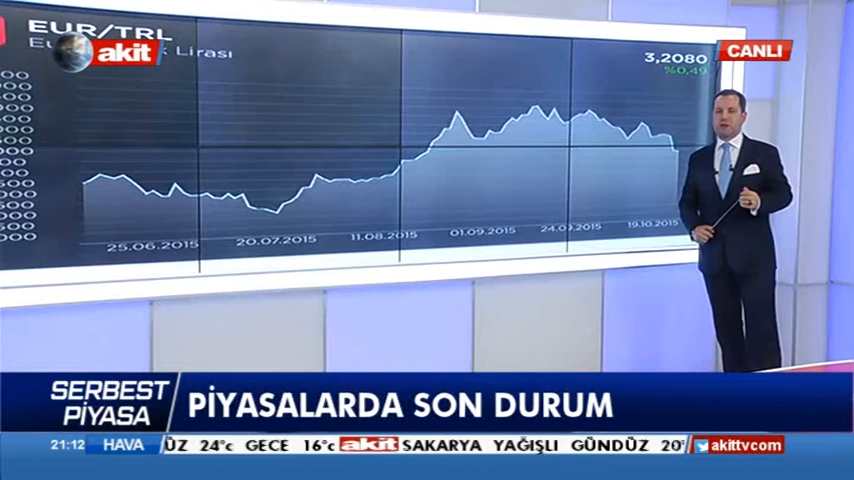 EUR/TRL
akit
Lirası
3,2080
%0,49
CANLI
25.06.2015
20.07.2015
11.08.2015
01.09.2015
19.10.2015
SERBEST PİYASA
PİYASALARDA SON DURUM
21:12 HAVA ÜZ 24°c GECE 16°c akit SAKARYA YAĞIŞLI GÜNDÜZ 20° akittvcom